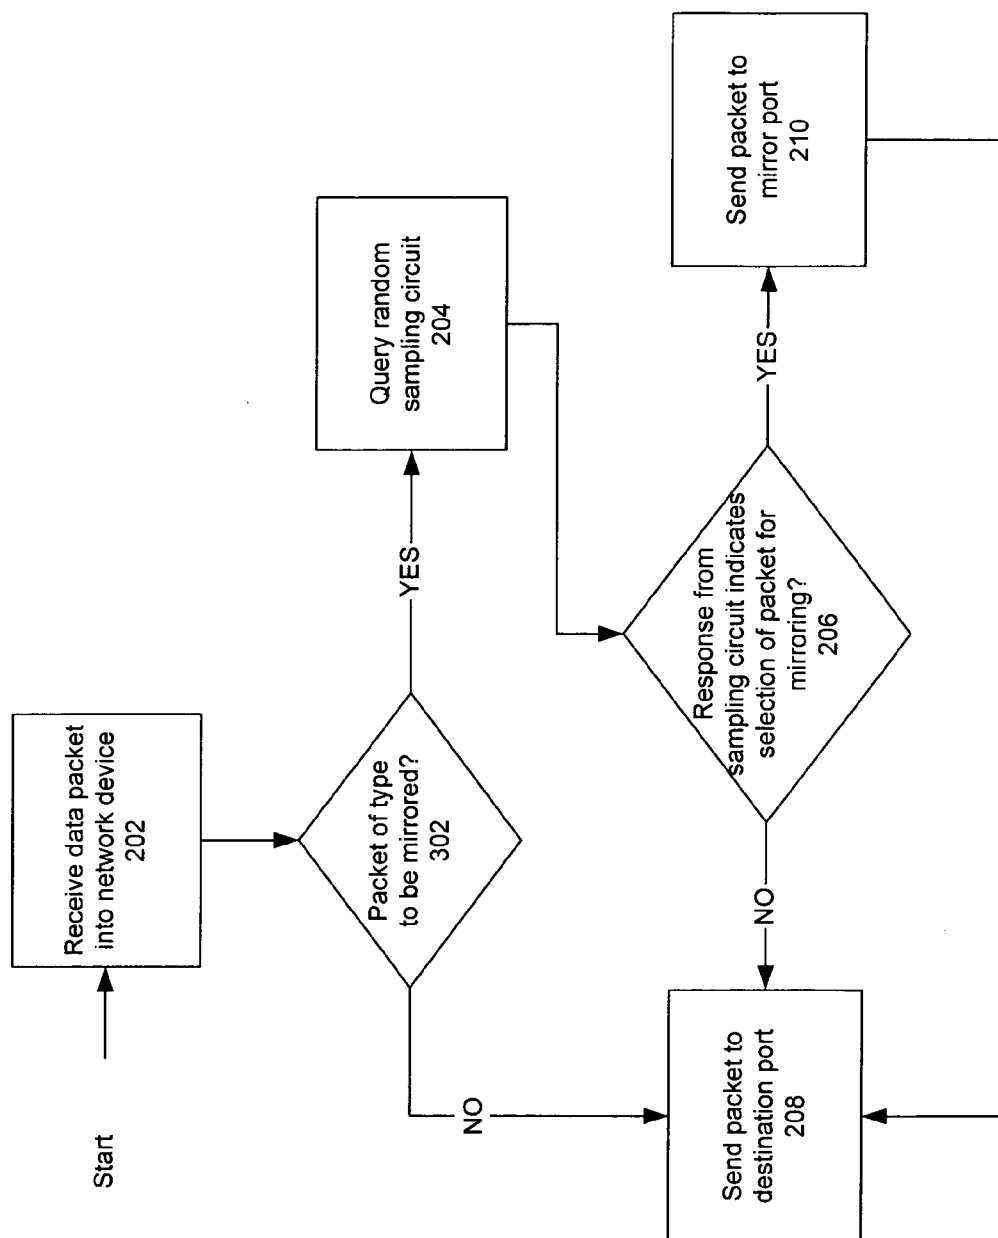 Start
Receive data packet
into network device
202
Packet of type
to be mirrored?
302
YES
Query random
sampling circuit
204
NO
Response from
sampling circuit indicates
selection of packet for
mirroring?
206
YES
Send packet to
mirror port
210
NO
Send packet to
destination port
208